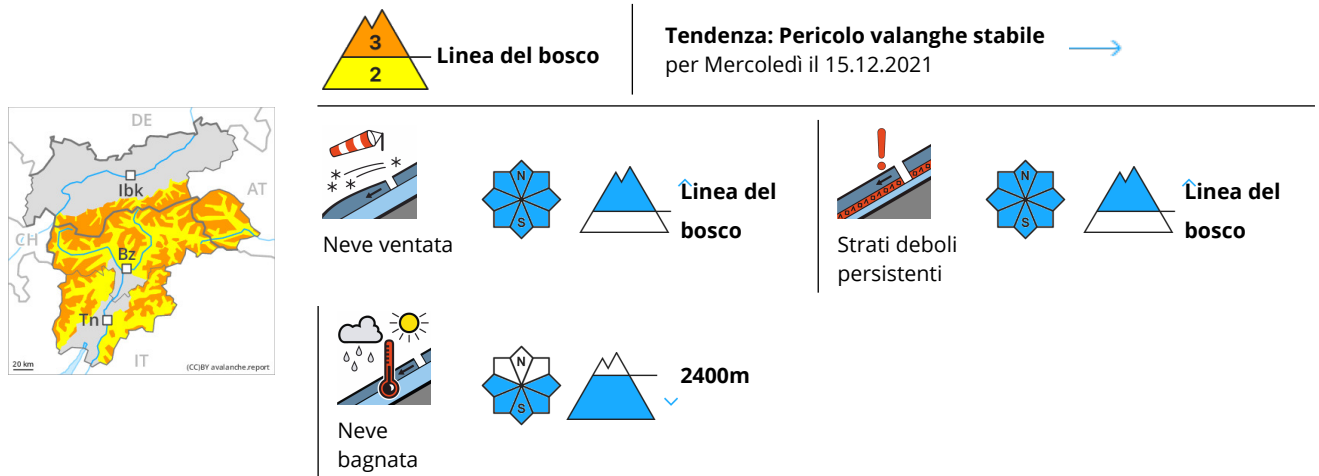 3
2
Linea del bosco
Tendenza: Pericolo valanghe stabile
per Mercoledì il 15.12.2021
DE
Ibk
AT
CH
Bz
Tn
IT
20 km
(CC)BY avalanche.report
N
S
Linea del
bosco
Neve ventata
N
S
Linea del
bosco
Strati deboli
persistenti
N
S
2400m
Neve
bagnata